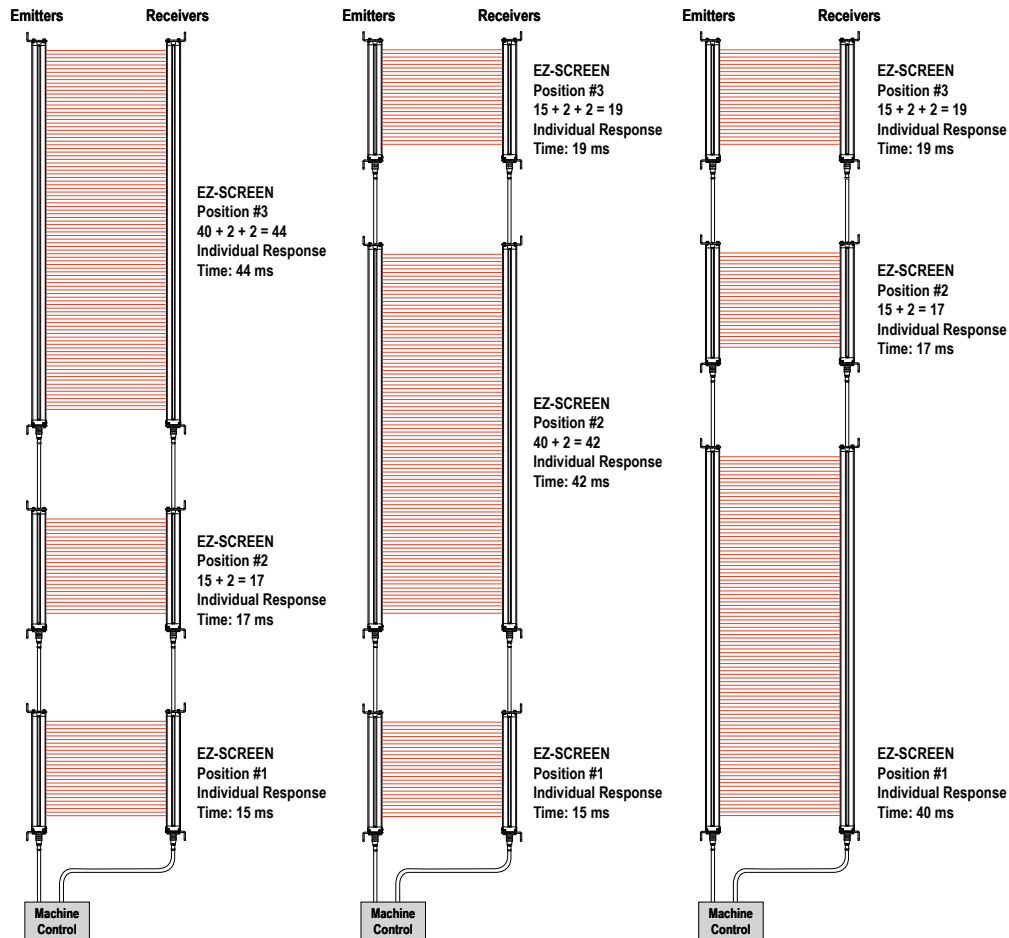 Emitters
Receivers
EZ-SCREEN
Position #3
40 + 2 + 2 = 44
Individual Response
Time: 44 ms
EZ-SCREEN
Position #2
15 + 2 = 17
Individual Response
Time: 17 ms
EZ-SCREEN
Position #1
Individual Response
Time: 15 ms
Machine
Control
Emitters
Receivers
EZ-SCREEN
Position #3
15 + 2 + 2 = 19
Individual Response
Time: 19 ms
EZ-SCREEN
Position #2
40 + 2 = 42
Individual Response
Time: 42 ms
EZ-SCREEN
Position #1
Individual Response
Time: 15 ms
Machine
Control
Emitters
Receivers
EZ-SCREEN
Position #3
15 + 2 + 2 = 19
Individual Response
Time: 19 ms
EZ-SCREEN
Position #2
15 + 2 = 17
Individual Response
Time: 17 ms
EZ-SCREEN
Position #1
Individual Response
Time: 40 ms
Machine
Control